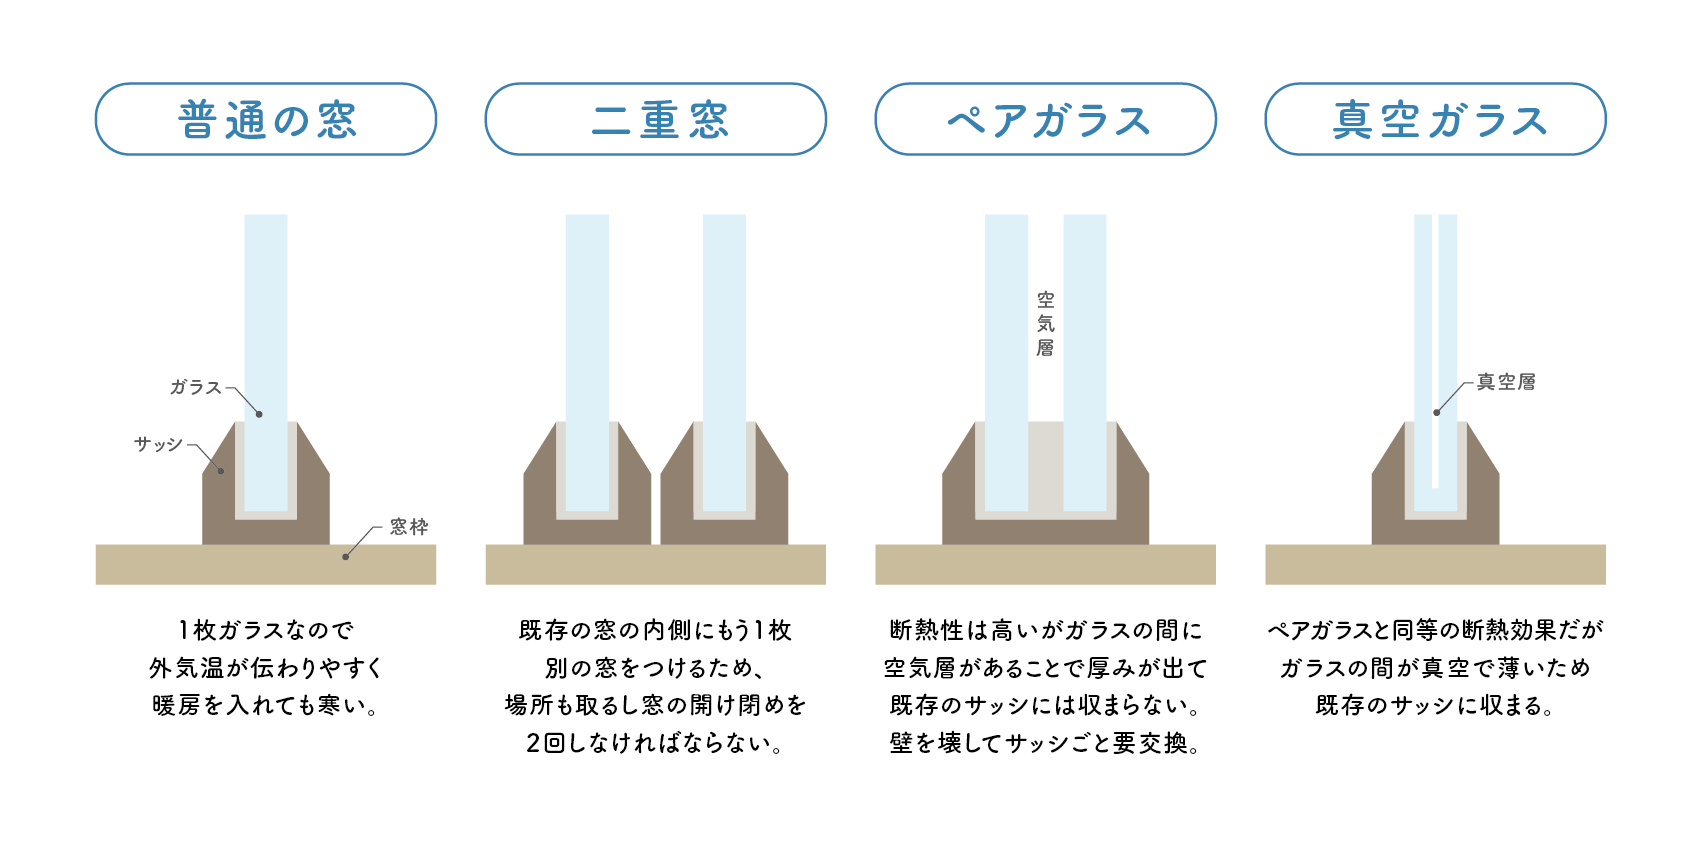 普通の窓
ガラス
サッシ
窓枠
1枚ガラスなので
外気温が伝わりやすく
暖房を入れても寒い。
二重窓
既存の窓の内側にもう1枚
別の窓をつけるため、
場所も取るし窓の開け閉めを
2回しなければならない。
ペアガラス
空気層
断熱性は高いがガラスの間に
空気層があることで厚みが出て
既存のサッシには収まらない。
壁を壊してサッシごと要交換。
真空ガラス
真空層
ペアガラスと同等の断熱効果だが
ガラスの間が真空で薄いため
既存のサッシに収まる。